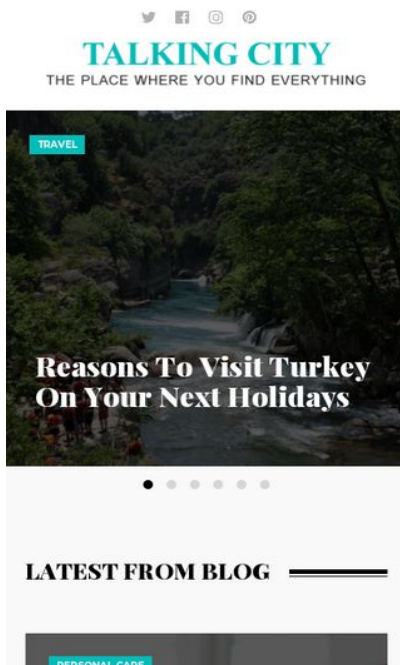 TALKING CITY
THE PLACE WHERE YOU FIND EVERYTHING
TRAVEL
Reasons To Visit Turkey
On Your Next Holidays
LATEST FROM BLOG
PERSONAL CARE